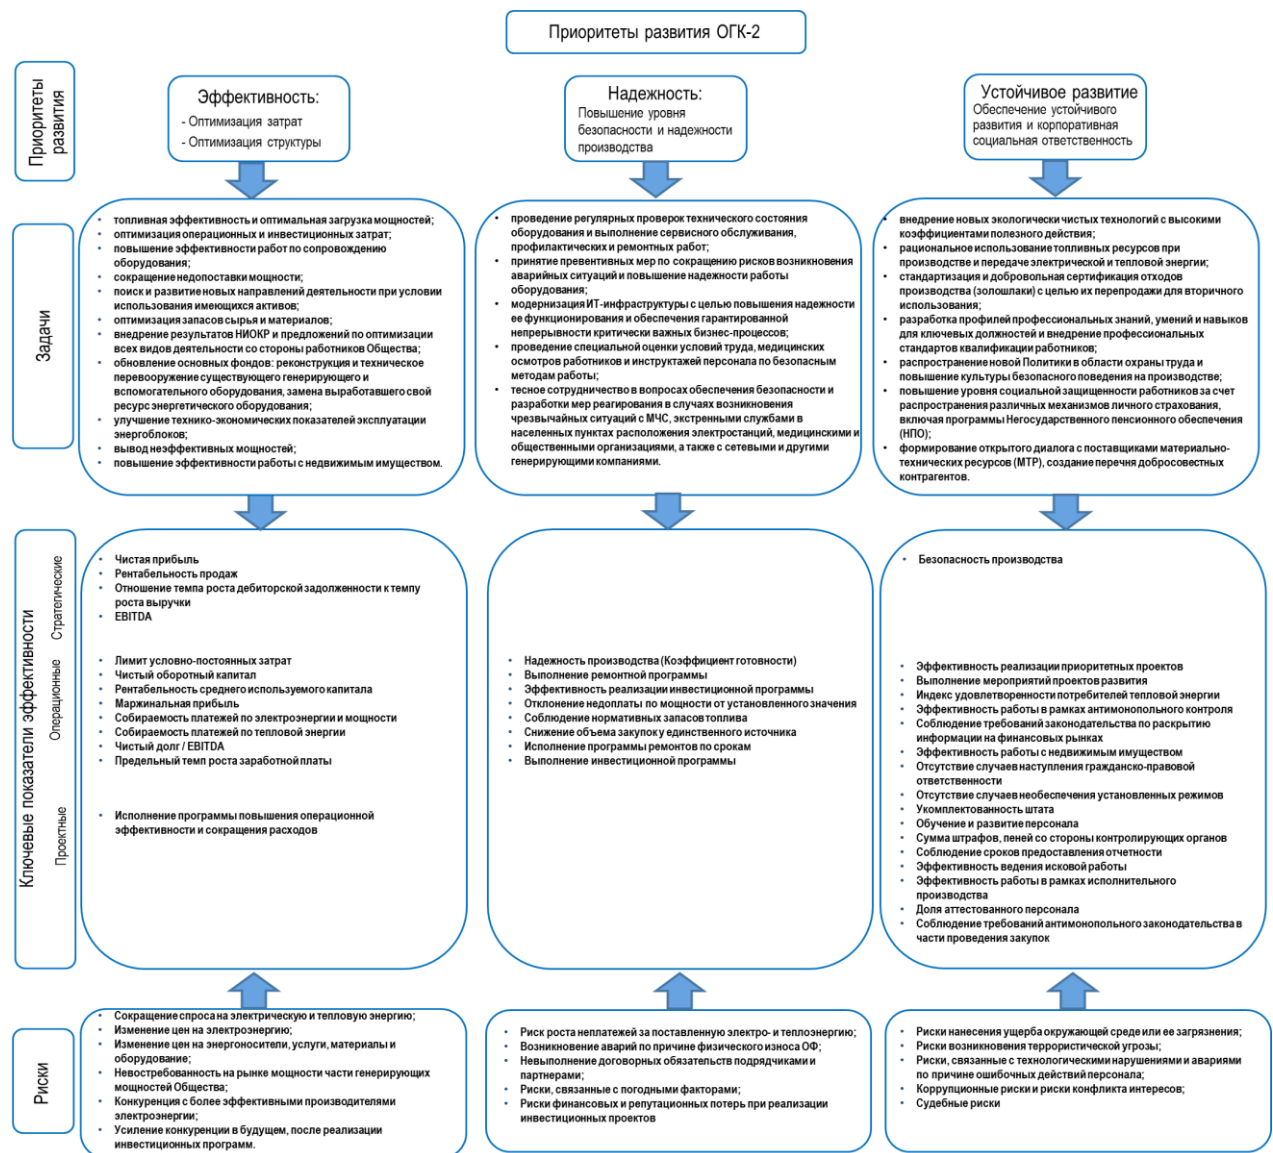 Приоритеты развития ОГК-2
Приоритеты
развития
Эффективность:
- Оптимизация затрат
- Оптимизация структуры
Надежность:
Повышение уровня
безопасности и надежности
производства
Устойчивое развитие
Обеспечение устойчивого
развития и корпоративная
социальная ответственность
Задачи
• топливная эффективность и оптимальная загрузка мощностей;
• оптимизация операционных и инвестиционных затрат;
• повышение эффективности работ по сопровождению
оборудования;
• сокращение недопоставки мощности;
• поиск и развитие новых направлений деятельности при условии
использования имеющихся активов;
• оптимизация запасов сырья и материалов;
• внедрение результатов НИОКР и предложений по оптимизации
всех видов деятельности со стороны работников Общества;
• обновление основных фондов: реконструкция и техническое
перевооружение существующего генерирующего и
вспомогательного оборудования, замена выработавшего свой
ресурс энергетического оборудования;
• улучшение технико-экономических показателей эксплуатации
энергоблоков;
• вывод неэффективных мощностей;
• повышение эффективности работы с недвижимым имуществом.
• проведение регулярных проверок технического состояния
оборудования и выполнение сервисного обслуживания,
профилактических и ремонтных работ;
• принятие превентивных мер по сокращению рисков возникновения
аварийных ситуаций и повышение надежности работы
оборудования;
• модернизация ИТ-инфраструктуры с целью повышения надежности
ее функционирования и обеспечения гарантированной
непрерывности критически важных бизнес-процессов;
• проведение специальной оценки условий труда, медицинских
осмотров работников и инструктажей персонала по безопасным
методам работы;
• тесное сотрудничество в вопросах обеспечения безопасности и
разработки мер реагирования в случаях возникновения
чрезвычайных ситуаций с МЧС, экстренными службами в
населенных пунктах расположения электростанций, медицинскими и
общественными организациями, а также с сетевыми и другими
генерирующими компаниями.
• внедрение новых экологически чистых технологий с высокими
коэффициентами полезного действия;
• рациональное использование топливных ресурсов при
производстве и передаче электрической и тепловой энергии;
• стандартизация и добровольная сертификация отходов
производства (золошлаки) с целью их перепродажи для вторичного
использования;
• разработка профилей профессиональных знаний, умений и навыков
для ключевых должностей и внедрение профессиональных
стандартов квалификации работников;
• распространение новой Политики в области охраны труда и
повышение культуры безопасного поведения на производстве;
• повышение уровня социальной защищенности работников за счет
распространения различных механизмов личного страхования,
включая программы Негосударственного пенсионного обеспечения
(НПО);
• формирование открытого диалога с поставщиками материально-
технических ресурсов (МТР), создание перечня добросовестных
контрагентов.
Ключевые показатели эффективности
Стратегические
Операционные
Проектные
• Чистая прибыль
• Рентабельность продаж
• Отношение темпа роста дебиторской задолженности к темпу
роста выручки
• EBITDA
• Лимит условно-постоянных затрат
• Чистый оборотный капитал
• Рентабельность среднего используемого капитала
• Маржинальная прибыль
• Собираемость платежей по электроэнергии и мощности
• Собираемость платежей по тепловой энергии
• Чистый долг / EBITDA
• Предельный темп роста заработной платы
• Исполнение программы повышения операционной
эффективности и сокращения расходов
• Надежность производства (Коэффициент готовности)
• Выполнение ремонтной программы
• Эффективность реализации инвестиционной программы
• Отклонение недоплаты по мощности от установленного значения
• Соблюдение нормативных запасов топлива
• Снижение объема закупок у единственного источника
• Исполнение программы ремонтов по срокам
• Выполнение инвестиционной программы
• Безопасность производства
• Эффективность реализации приоритетных проектов
• Выполнение мероприятий проектов развития
• Индекс удовлетворенности потребителей тепловой энергии
• Эффективность работы в рамках антимонопольного контроля
• Соблюдение требований законодательства по раскрытию
информации на финансовых рынках
• Эффективность работы с недвижимым имуществом
• Отсутствие случаев наступления гражданско-правовой
ответственности
• Отсутствие случаев необеспечения установленных режимов
• Укомплектованность штата
• Обучение и развитие персонала
• Сумма штрафов, пеней со стороны контролирующих органов
• Соблюдение сроков предоставления отчетности
• Эффективность ведения исковой работы
• Эффективность работы в рамках исполнительного
производства
• Доля аттестованного персонала
• Соблюдение требований антимонопольного законодательства в
части проведения закупок
Риски
• Сокращение спроса на электрическую и тепловую энергию;
• Изменение цен на электроэнергию;
• Изменение цен на энергоносители, услуги, материалы и
оборудование;
• Невостребованность на рынке мощности части генерирующих
мощностей Общества;
• Конкуренция с более эффективными производителями
электроэнергии;
• Усиление конкуренции в будущем, после реализации
инвестиционных программ.
• Риск роста неплатежей за поставленную электро- и теплоэнергию;
• Возникновение аварий по причине физического износа ОФ;
• Невыполнение договорных обязательств подрядчиками и
партнерами;
• Риски, связанные с погодными факторами;
• Риски финансовых и репутационных потерь при реализации
инвестиционных проектов
• Риски нанесения ущерба окружающей среде или ее загрязнения;
• Риски возникновения террористической угрозы;
• Риски, связанные с технологическими нарушениями и авариями
по причине ошибочных действий персонала;
• Коррупционные риски и риски конфликта интересов;
• Судебные риски